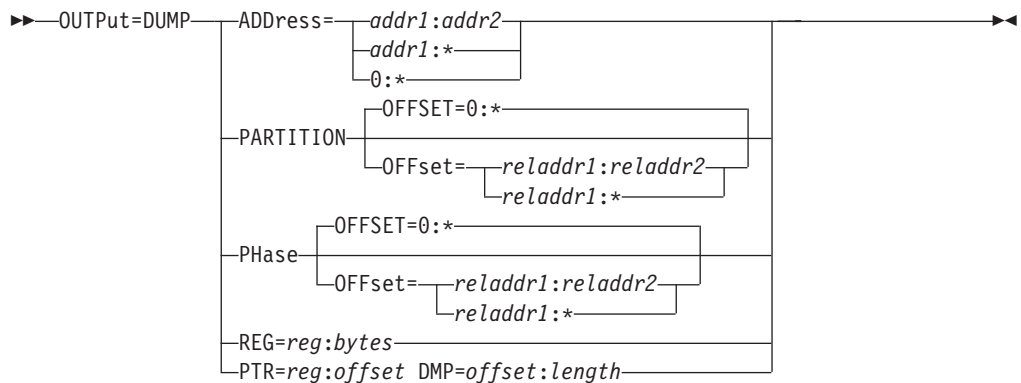 OUTPut=DUMP ADDress= addr1:addr2
addr1:*
0:*
OFFSET=0:*
PARTITION
OFFset= reladdr1:reladdr2
reladdr1:*
OFFSET=0:*
PHase
OFFset= reladdr1:reladdr2
reladdr1:*
REG=reg:bytes
PTR=reg:offset DMP=offset:length